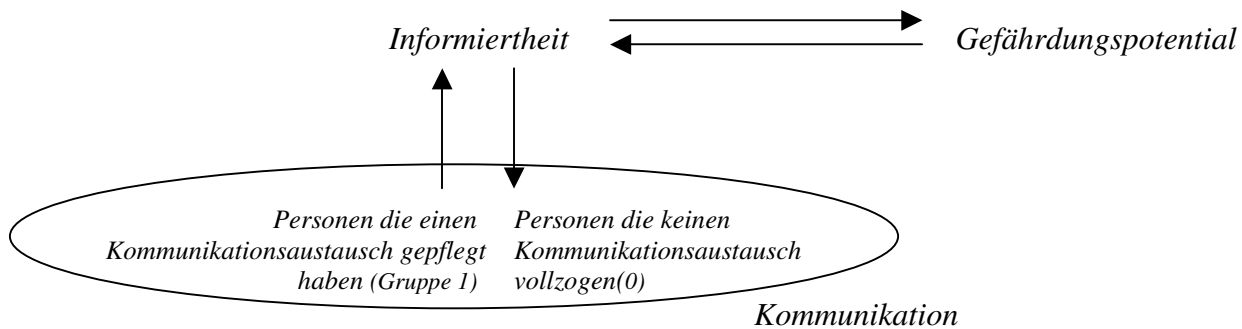 Informiertheit
Gefährdungspotential
Personen die einen
Kommunikationsaustausch gepflegt
haben (Gruppe 1)
Personen die keinen
Kommunikationsaustausch
vollzogen(0)
Kommunikation